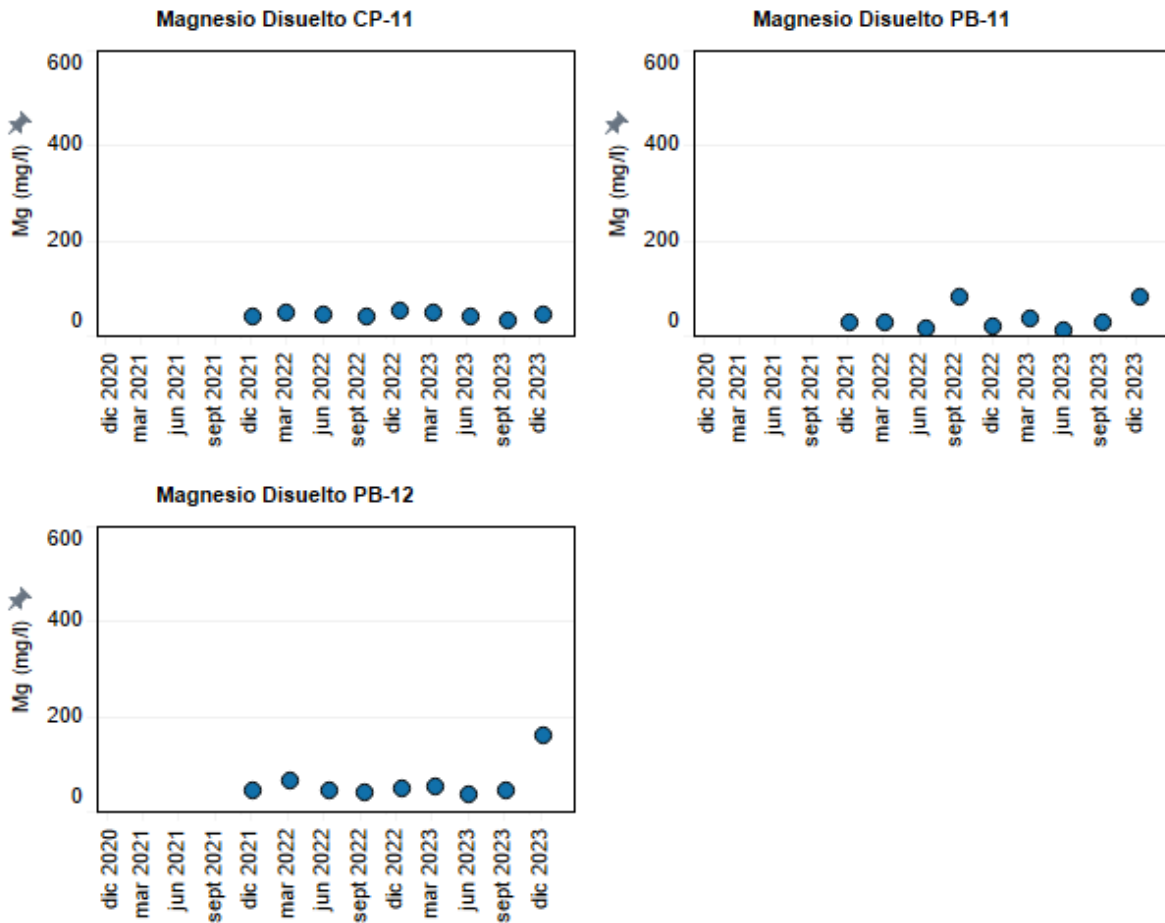 Magnesio Disuelto CP-11
Mg (mg/l)
600
400
200
0
dic 2020
mar 2021
jun 2021
sept 2021
dic 2021
mar 2022
jun 2022
sept 2022
dic 2022
mar 2023
jun 2023
sept 2023
dic 2023
Magnesio Disuelto PB-11
Mg (mg/l)
600
400
200
0
dic 2020
mar 2021
jun 2021
sept 2021
dic 2021
mar 2022
jun 2022
sept 2022
dic 2022
mar 2023
jun 2023
sept 2023
dic 2023
Magnesio Disuelto PB-12
Mg (mg/l)
600
400
200
0
dic 2020
mar 2021
jun 2021
sept 2021
dic 2021
mar 2022
jun 2022
sept 2022
dic 2022
mar 2023
jun 2023
sept 2023
dic 2023